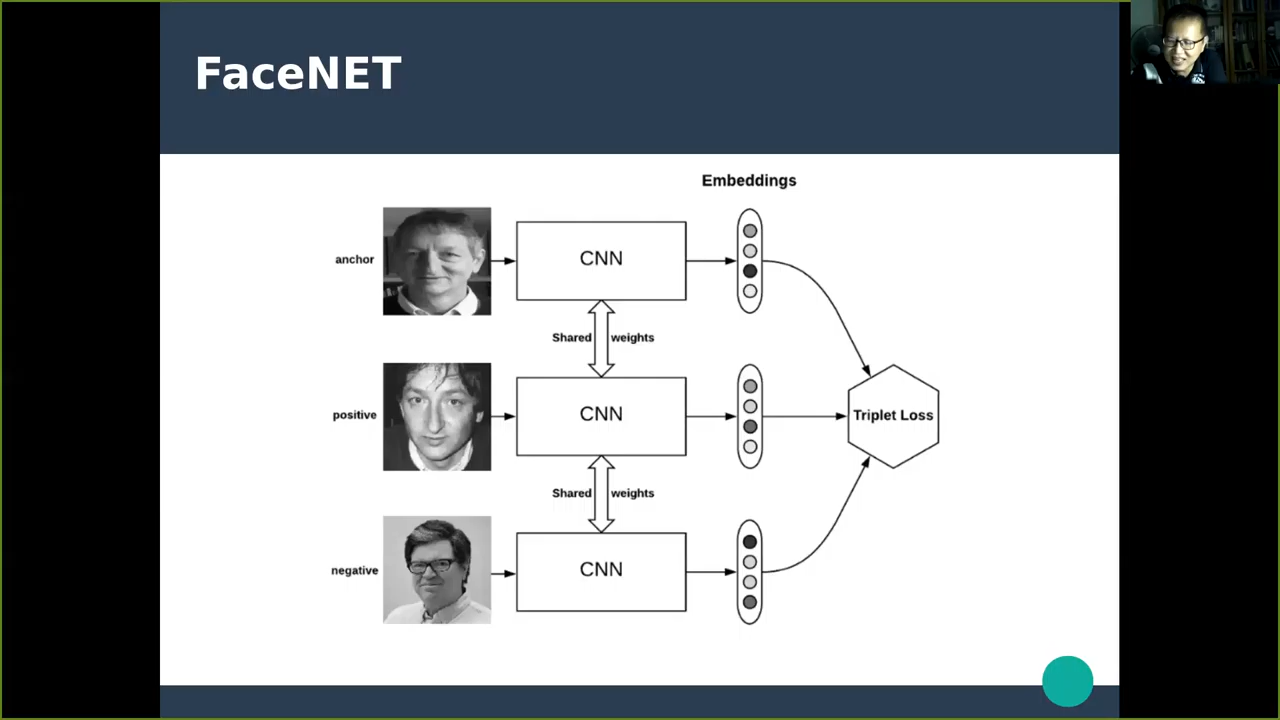 FaceNET
Embeddings
anchor
CNN
Shared weights
positive
CNN
Triplet Loss
Shared weights
negative
CNN